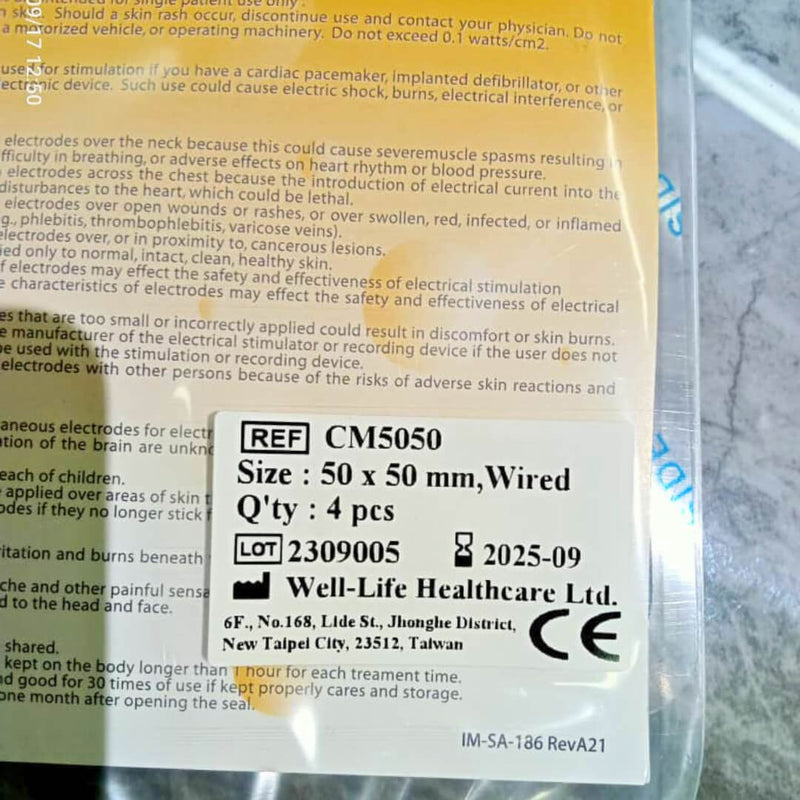 intended for single patient use only.
skin. Should a skin rash occur, discontinue use and contact your physician. Do not
a motorized vehicle, or operating machinery. Do not exceed 0.1 watts/cm2.
used for stimulation if you have a cardiac pacemaker, implanted defibrillator, or other
ectronic device. Such use could cause electric shock, burns, electrical interference, or
electrodes over the neck because this could cause severemuscle spasms resulting in
fficulty in breathing, or adverse effects on heart rhythm or blood pressure.
electrodes across the chest because the introduction of electrical current into the
disturbances to the heart, which could be lethal.
electrodes over open wounds or rashes, or over swollen, red, infected, or inflamed
g., phlebitis, thrombophlebitis, varicose veins).
electrodes over, or in proximity to, cancerous lesions.
ied only to normal, intact, clean, healthy skin.
f electrodes may effect the safety and effectiveness of electrical stimulation
e characteristics of electrodes may effect the safety and effectiveness of electrical
es that are too small or incorrectly applied could result in discomfort or skin burns.
e manufacturer of the electrical stimulator or recording device if the user does not
be used with the stimulation or recording device.
electrodes with other persons because of the risks of adverse skin reactions and
aneous electrodes for electr
ation of the brain are unkno
each of children.
applied over areas of skin t
odes if they no longer stick f
ritation and burns beneath
che and other painful sensa
d to the head and face.
shared.
kept on the body longer than 1 hour for each treament time.
nd good for 30 times of use if kept properly cares and storage.
one month after opening the seal.
REF CM5050
Size : 50 x 50 mm,Wired
Q'ty : 4 pcs
LOT 2309005 2025-09
Well-Life Healthcare Ltd.
6F., No.168, Lide St., Jhonghe District,
New Taipei City, 23512, Taiwan
CE
IM-SA-186 RevA21
09/17 12:50
SIDE